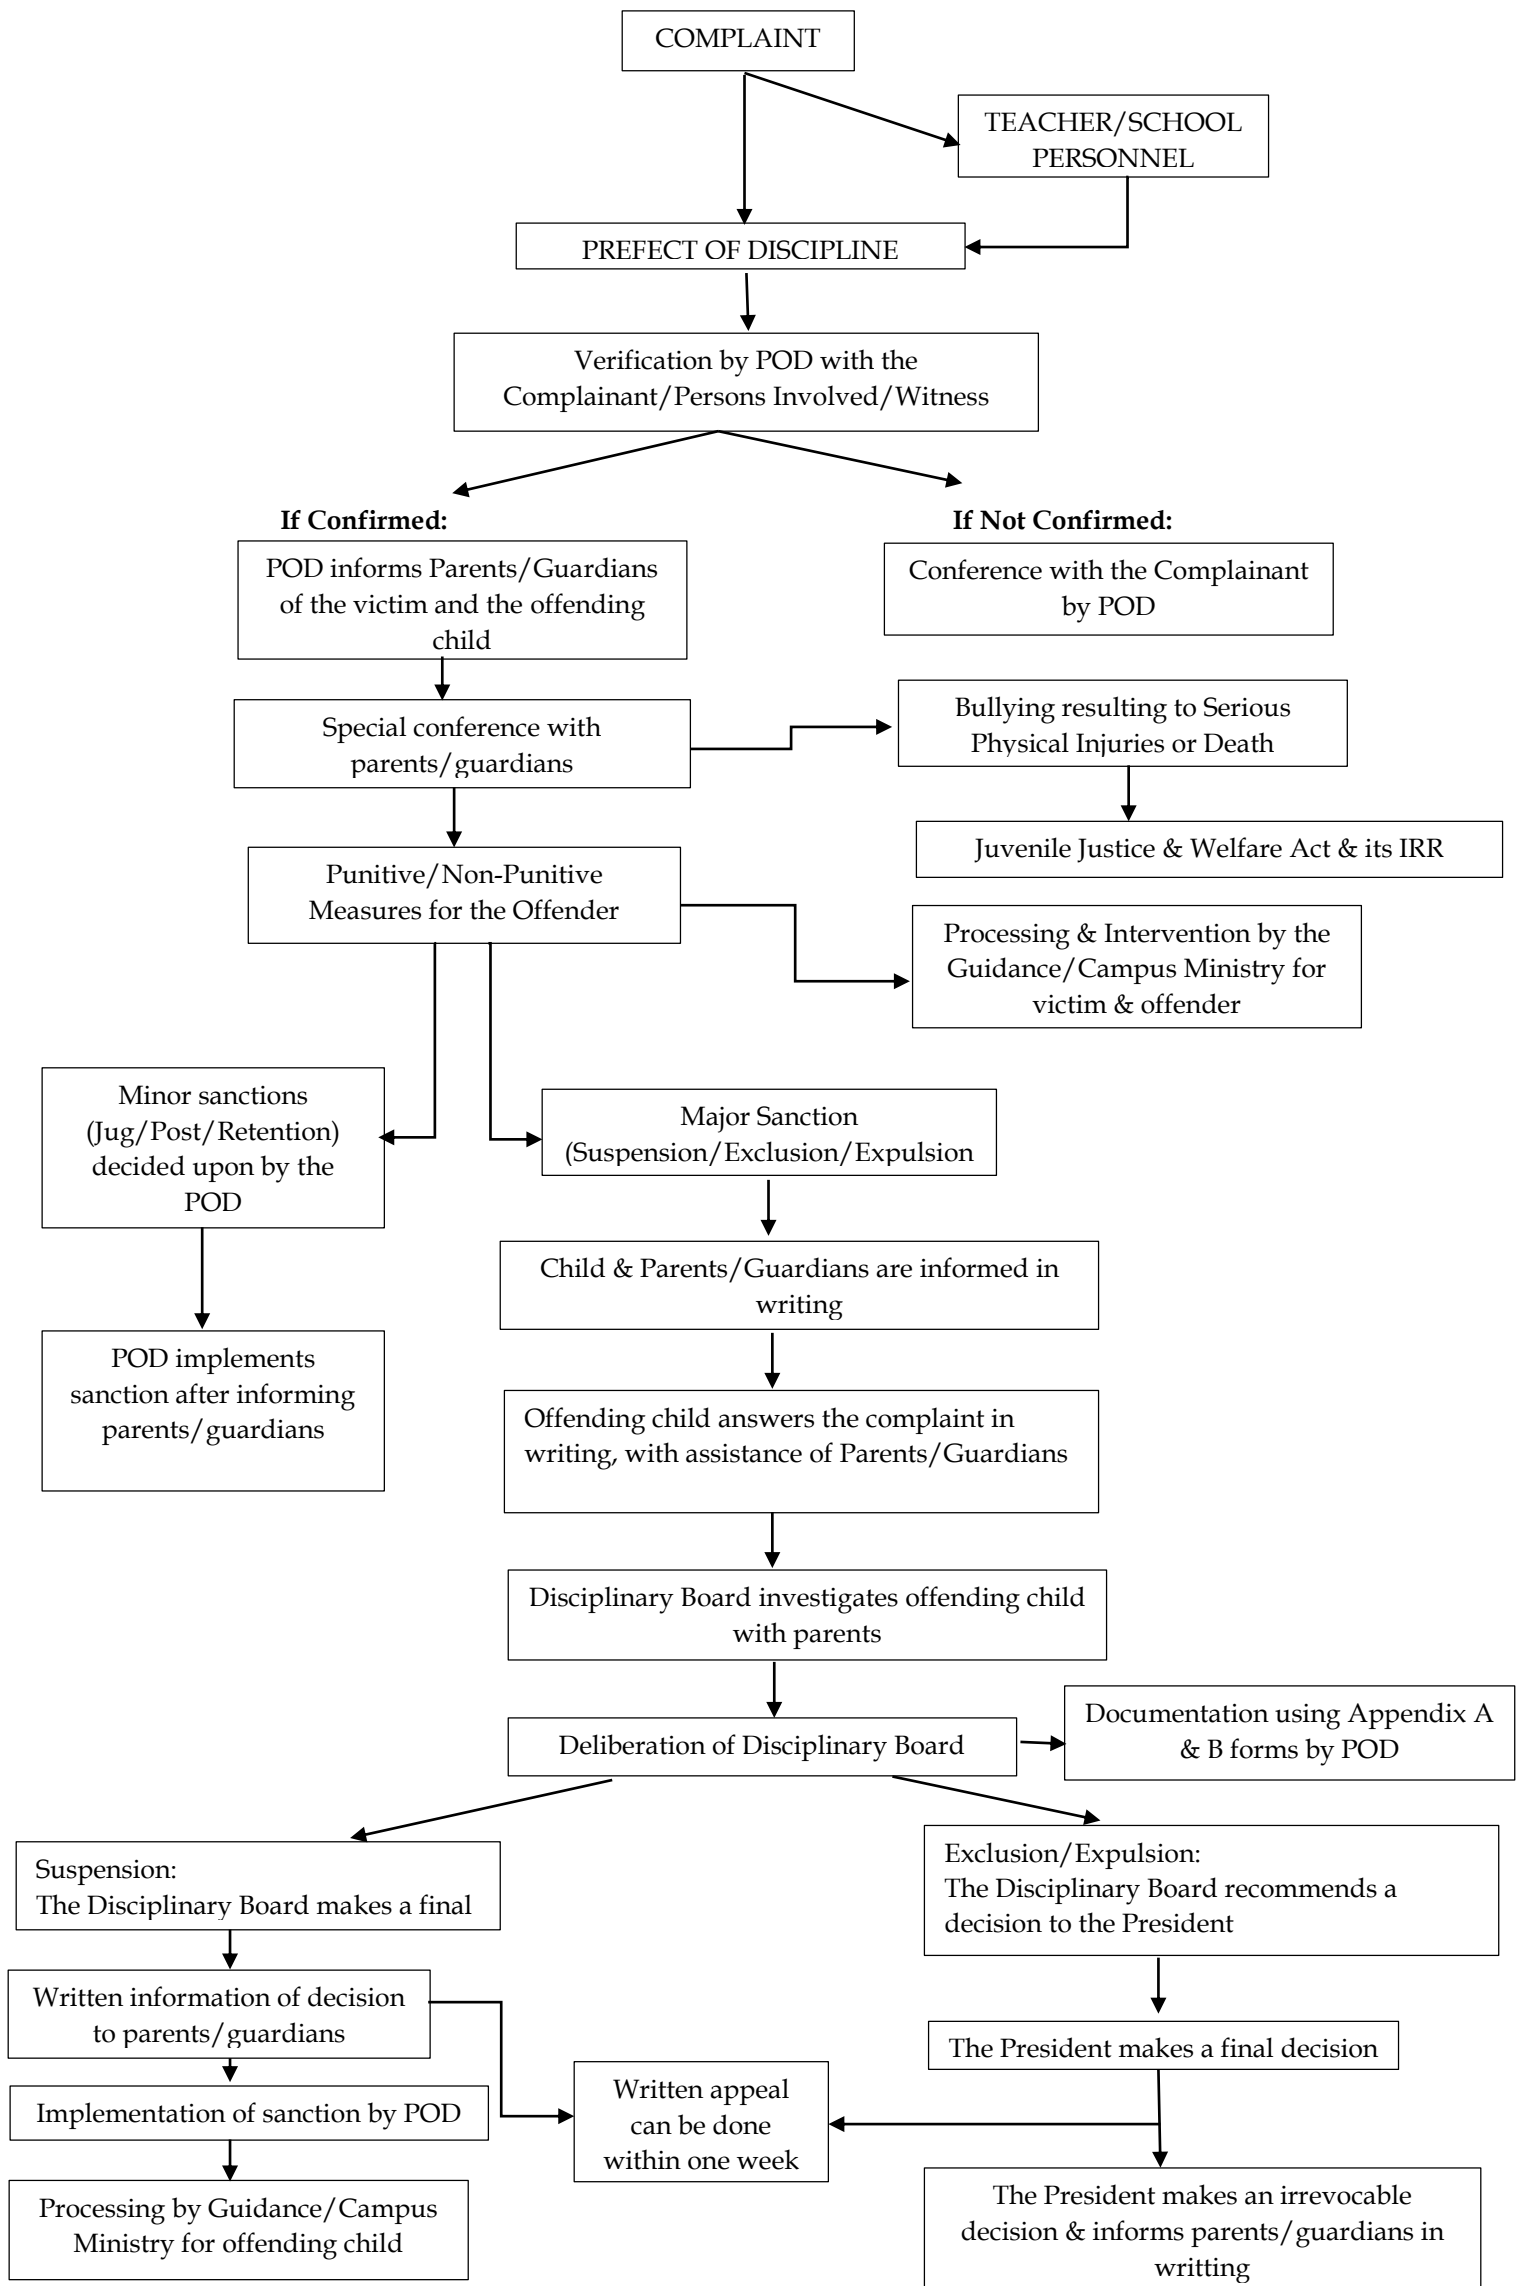 COMPLAINT
TEACHER/SCHOOL
PERSONNEL
PREFECT OF DISCIPLINE
Verification by POD with the
Complainant/Persons Involved/Witness
If Confirmed:
If Not Confirmed:
POD informs Parents/Guardians
of the victim and the offending
child
Conference with the Complainant
by POD
Special conference with
parents/guardians
Bullying resulting to Serious
Physical Injuries or Death
Juvenile Justice & Welfare Act & its IRR
Punitive/Non-Punitive
Measures for the Offender
Processing & Intervention by the
Guidance/Campus Ministry for
victim & offender
Minor sanctions
(Jug/Post/Retention)
decided upon by the
POD
Major Sanction
(Suspension/Exclusion/Expulsion
Child & Parents/Guardians are informed in
writing
POD implements
sanction after informing
parents/guardians
Offending child answers the complaint in
writing, with assistance of Parents/Guardians
Disciplinary Board investigates offending child
with parents
Deliberation of Disciplinary Board
Documentation using Appendix A
& B forms by POD
Suspension:
The Disciplinary Board makes a final
Exclusion/Expulsion:
The Disciplinary Board recommends a
decision to the President
Written information of decision
to parents/guardians
The President makes a final decision
Implementation of sanction by POD
Written appeal
can be done
within one week
Processing by Guidance/Campus
Ministry for offending child
The President makes an irrevocable
decision & informs parents/guardians in
writting